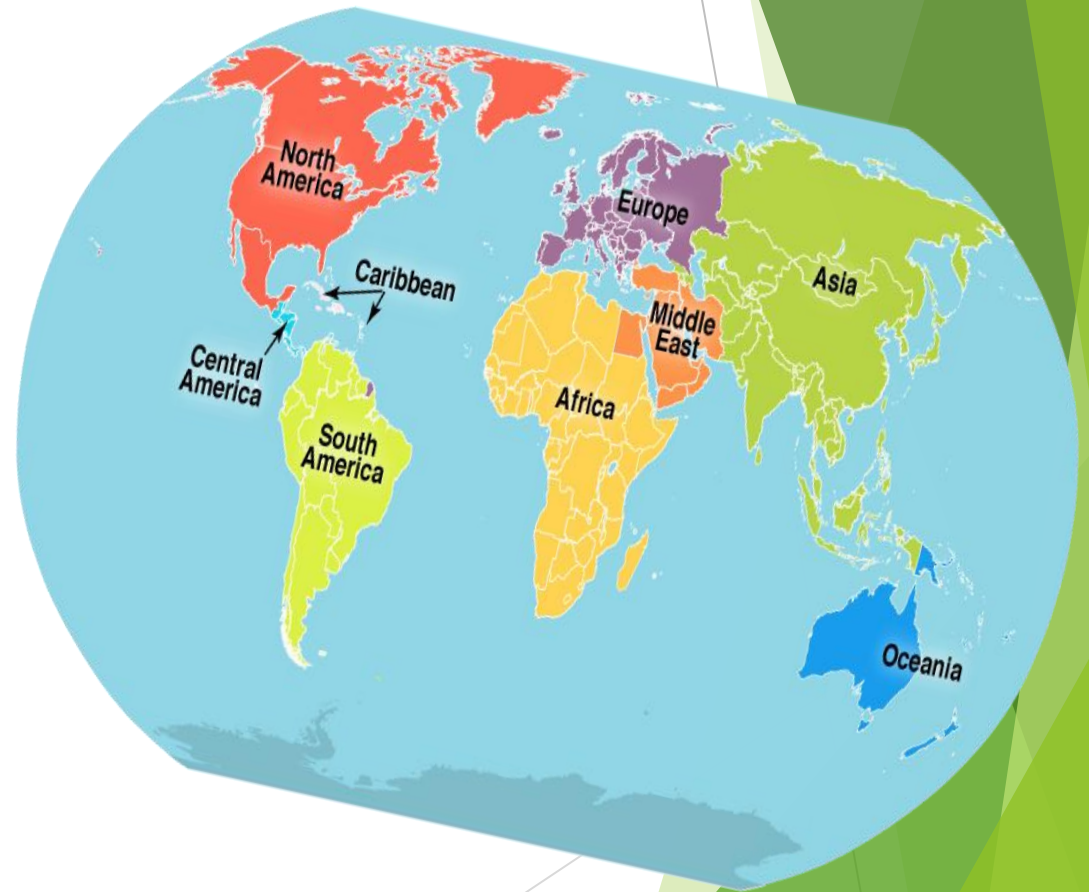 North
America
Europe
Caribbean
Asia
Middle
East
Central
America
Africa
South
America
Oceania